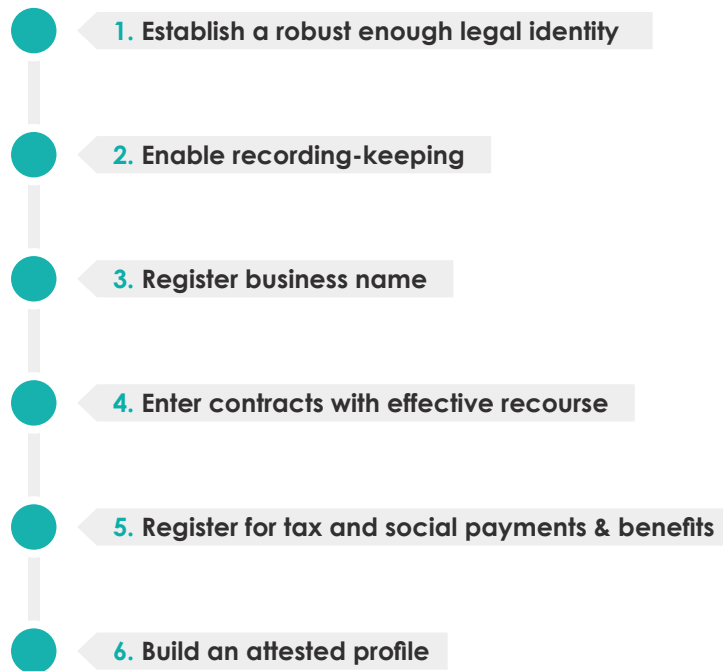 1. Establish a robust enough legal identity
2. Enable recording-keeping
3. Register business name
4. Enter contracts with effective recourse
5. Register for tax and social payments & benefits
6. Build an attested profile